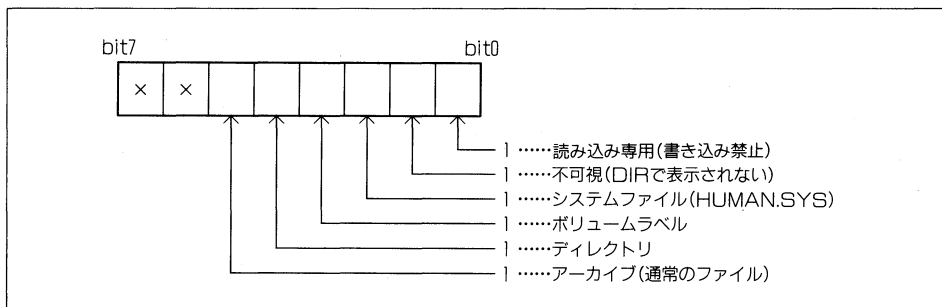 bit7 bit0
× ×
1 ……読み込み専用(書き込み禁止)
1 ……不可視(DIRで表示されない)
1 ……システムファイル(HUMAN.SYS)
1 ……ボリュームラベル
1 ……ディレクトリ
1 ……アーカイブ(通常のファイル)